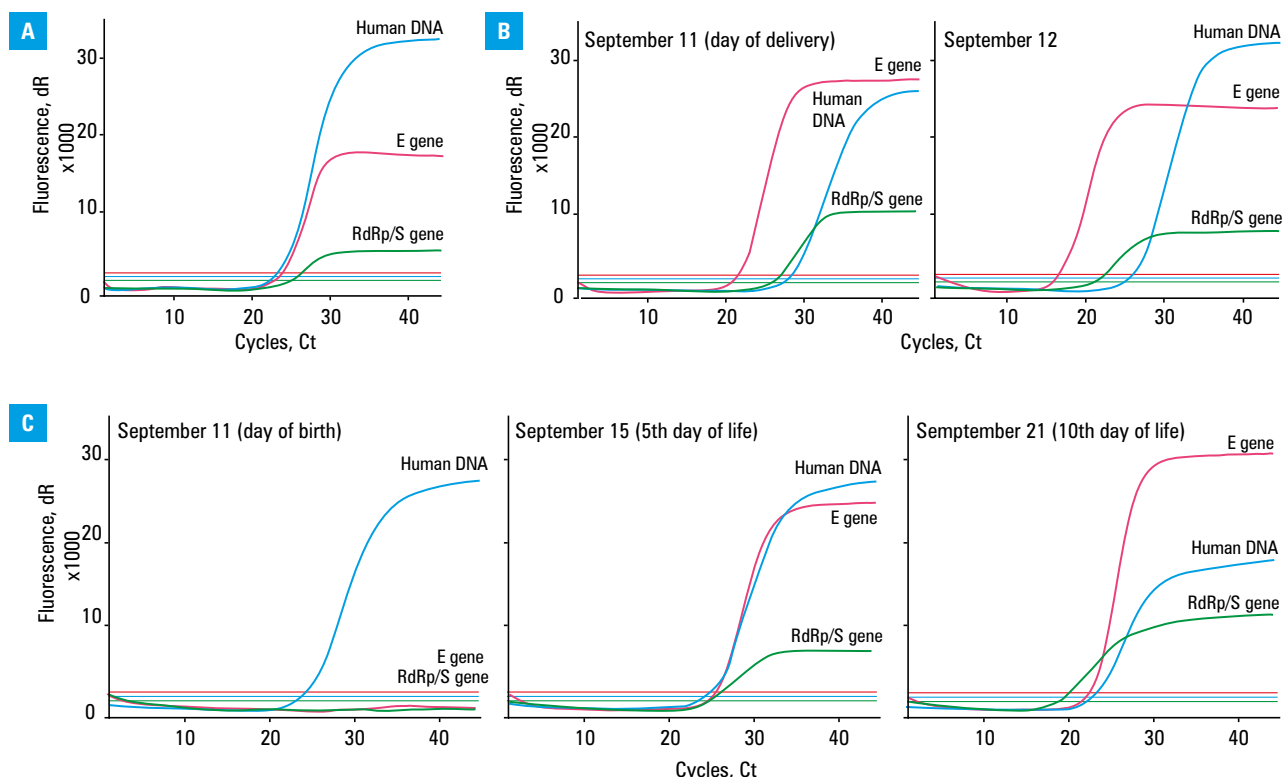 A
Fluorescence, dR
x1000
30
20
10
0
Human DNA
E gene
RdRp/S gene
10
20
30
40
Cycles, Ct
B
September 11 (day of delivery)
Fluorescence, dR
x1000
30
20
10
0
E gene
Human
DNA
RdRp/S gene
10
20
30
40
September 12
30
20
10
0
Human DNA
E gene
RdRp/S gene
10
20
30
40
Cycles, Ct
C
September 11 (day of birth)
Fluorescence, dR
x1000
30
20
10
0
Human DNA
E gene
RdRp/S gene
10
20
30
40
September 15 (5th day of life)
Human DNA
E gene
RdRp/S gene
10
20
30
40
Cycles, Ct
Semptember 21 (10th day of life)
E gene
Human DNA
RdRp/S gene
10
20
30
40